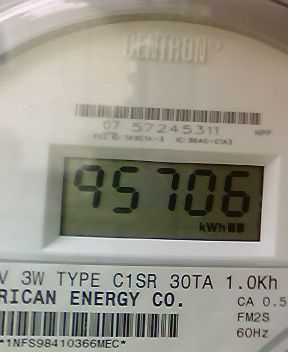 CENTRON
07 57245311
95706
kWh
V 3W TYPE C1SR 30TA 1.0Kh
RICAN ENERGY CO.
CA 0.5
FM2S
60Hz
*1NFS98410366MEC*